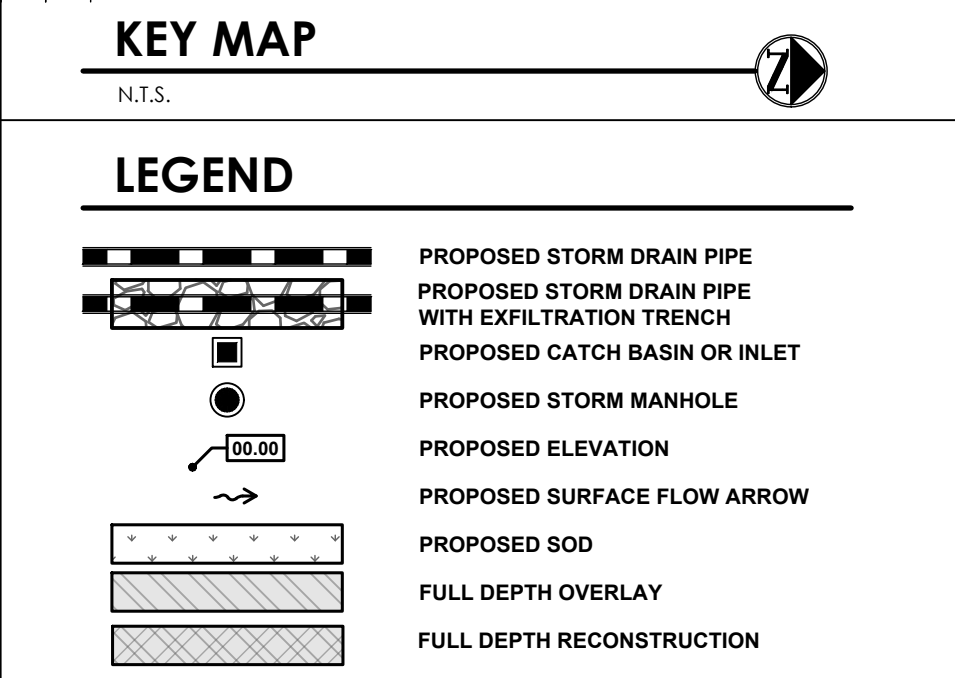 KEY MAP
N.T.S.
Z
LEGEND
PROPOSED STORM DRAIN PIPE
PROPOSED STORM DRAIN PIPE
WITH EXFILTRATION TRENCH
PROPOSED CATCH BASIN OR INLET
PROPOSED STORM MANHOLE
00.00
PROPOSED ELEVATION
PROPOSED SURFACE FLOW ARROW
PROPOSED SOD
FULL DEPTH OVERLAY
FULL DEPTH RECONSTRUCTION